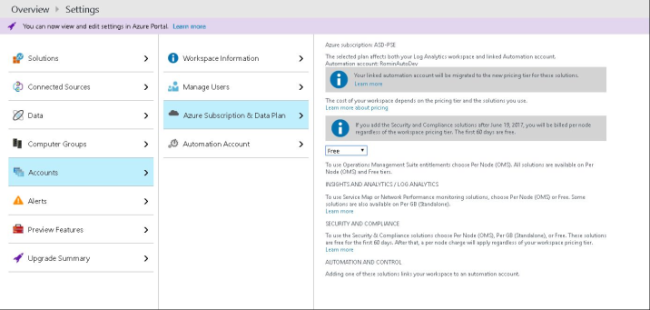 Overview ▸ Settings
You can now view and edit settings in Azure Portal. Learn more
Solutions
Connected Sources
Data
Computer Groups
Accounts
Alerts
Preview Features
Upgrade Summary
Workspace Information
Manage Users
Azure Subscription & Data Plan
Automation Account
Azure subscription: ASD-PSE
The selected plan affects both your Log Analytics workspace and linked Automation account.
Automation account: RominAutoDev
Your linked automation account will be migrated to the new pricing tier for these solutions.
Learn more
The cost of your workspace depends on the pricing tier and the solutions you use.
Learn more about pricing
If you add the Security and Compliance solutions after June 19, 2017, you will be billed per node
regardless of the workspace pricing tier. The first 60 days are free.
Free
To use Operations Management Suite entitlements choose Per Node (OMS). All solutions are available on Per
Node (OMS) and Free tiers.
INSIGHTS AND ANALYTICS / LOG ANALYTICS
To use Service Map or Network Performance monitoring solutions, choose Per Node (OMS) or Free. Some
solutions are also available on Per GB (Standalone).
Learn more
SECURITY AND COMPLIANCE
To use the Security & Compliance solutions choose Per Node (OMS), Per GB (Standalone), or Free. These solutions
are free for the first 60 days. After that, a per node charge will apply regardless of your workspace pricing tier.
Learn more
AUTOMATION AND CONTROL
Adding one of these solutions links your workspace to an automation account.